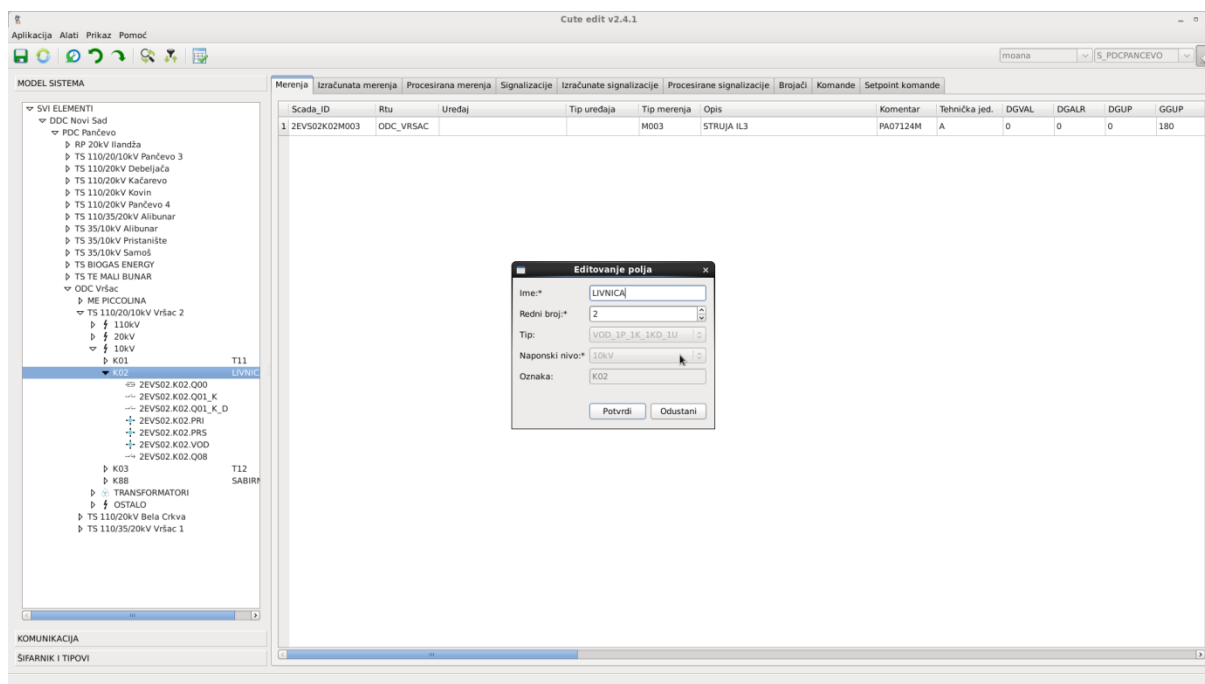 Cute edit v2.4.1
Aplikacija Alati Prikaz Pomoć
moana S_PDCPANCEVO
MODEL SISTEMA
Merenja Izračunata merenja Procesirana merenja Signalizacije Izračunate signalizacije Procesirane signalizacije Brojači Komande Setpoint komande
Scada_ID Rtu Uređaj Tip uređaja Tip merenja Opis Komentar Tehnička jed. DGVAL DGALR DGUP GGUP
1 2EVS02K02M003 ODC_VRSAC M003 STRUJA IL3 PA07124M A 0 0 0 180
SVI ELEMENTI
DDC Novi Sad
PDC Pančevo
RP 20kV Ilandža
TS 110/20/10kV Pančevo 3
TS 110/20kV Debeljača
TS 110/20kV Kačarevo
TS 110/20kV Kovin
TS 110/20kV Pančevo 4
TS 110/35/20kV Alibunar
TS 35/10kV Alibunar
TS 35/10kV Pristanište
TS 35/10kV Samoš
TS BIOGAS ENERGY
TS TE MALI BUNAR
ODC Vršac
ME PICCOLINA
TS 110/20/10kV Vršac 2
110kV
20kV
10kV
K01 T11
K02 LIVNIC
2EVS02.K02.Q00
2EVS02.K02.Q01_K
2EVS02.K02.Q01_K_D
2EVS02.K02.PRI
2EVS02.K02.PRS
2EVS02.K02.VOD
2EVS02.K02.Q08
K03 T12
K88 SABIRN
TRANSFORMATORI
OSTALO
TS 110/20kV Bela Crkva
TS 110/35/20kV Vršac 1
Editovanje polja
Ime:* LIVNICA
Redni broj:* 2
Tip: VOD_1P_1K_1KD_1U
Naponski nivo:* 10kV
Oznaka: K02
Potvrdi Odustani
KOMUNIKACIJA
ŠIFARNIK I TIPOVI